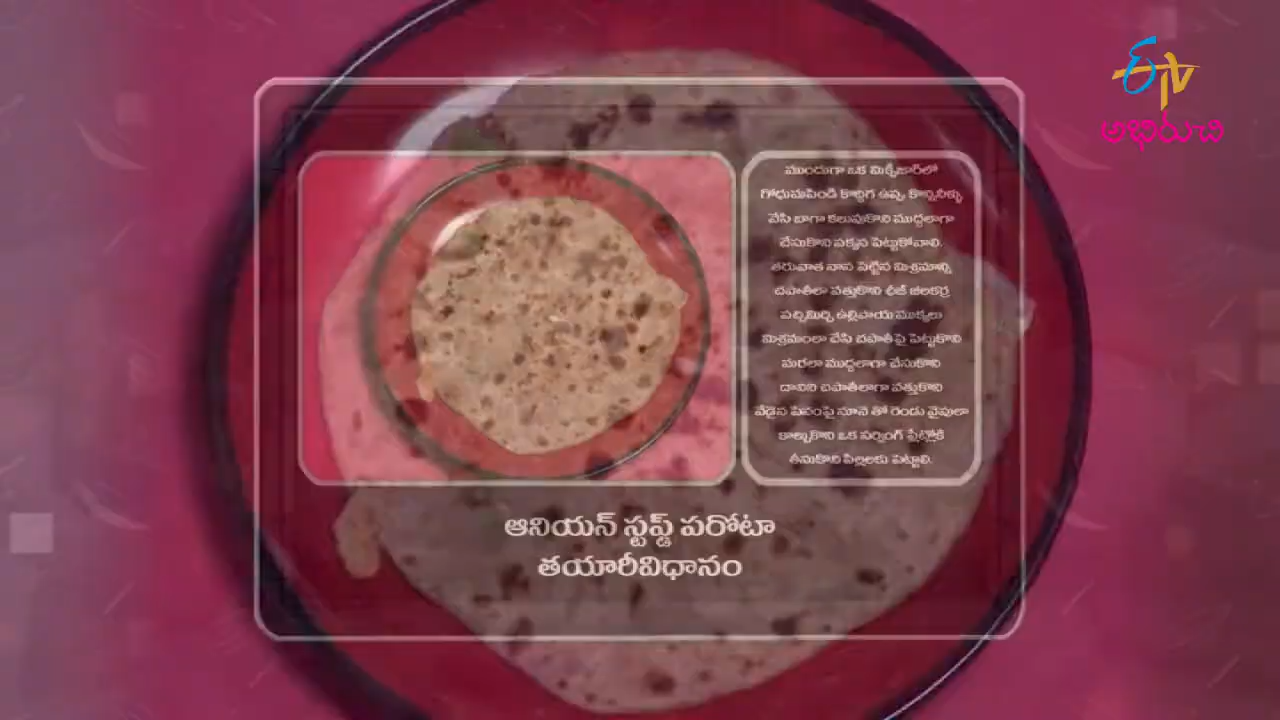 ETV
అభిరుచి
ముందుగా ఒక మిక్సీజార్‌లో
గోధుమపిండి కొద్దిగ ఉప్పు కొన్నినీళ్ళు
వేసి బాగా కలుపుకొని ముద్దలాగా
చేసుకొని పక్కన పెట్టుకోవాలి.
తరువాత నాన పెట్టిన మిశ్రమాన్ని
చపాతీలా వత్తుకొని ఛీజ్ జీలకర్ర
పచ్చిమిర్చి ఉల్లిపాయ ముక్కలు
మిశ్రమంలా చేసి చపాతీపై పెట్టుకొని
మరలా ముద్దలాగా చేసుకొని
దానిని చపాతీలాగా వత్తుకొని
వేడైన పెనంపై నూనె తో రెండు వైపులా
కాల్చుకొని ఒక సర్వింగ్ ప్లేట్లోకి
తీసుకొని పిల్లలకు పెట్టాలి.
ఆనియన్ స్టఫ్డ్ పరోటా
తయారీవిధానం